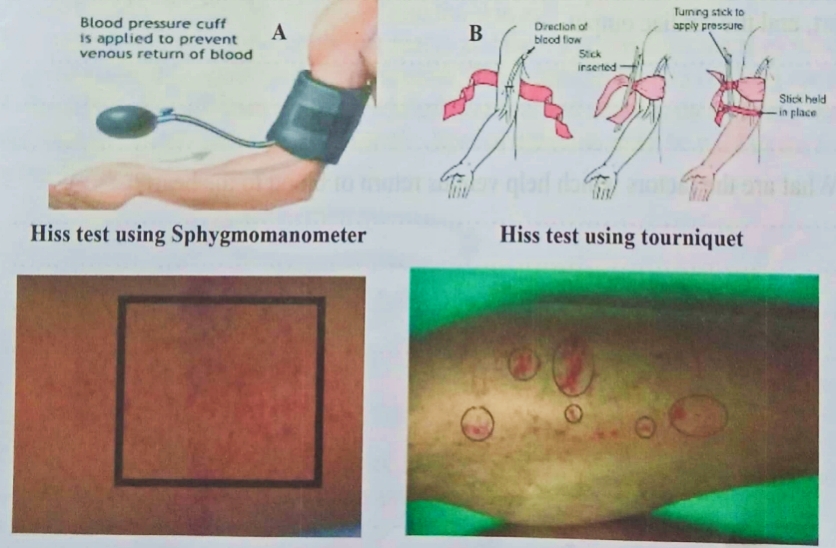 Blood pressure cuff
is applied to prevent
venous return of blood
A
B
Direction of
blood flow
Stick
inserted
Turning stick to
apply pressure
Stick held
in place
Hiss test using Sphygmomanometer
Hiss test using tourniquet